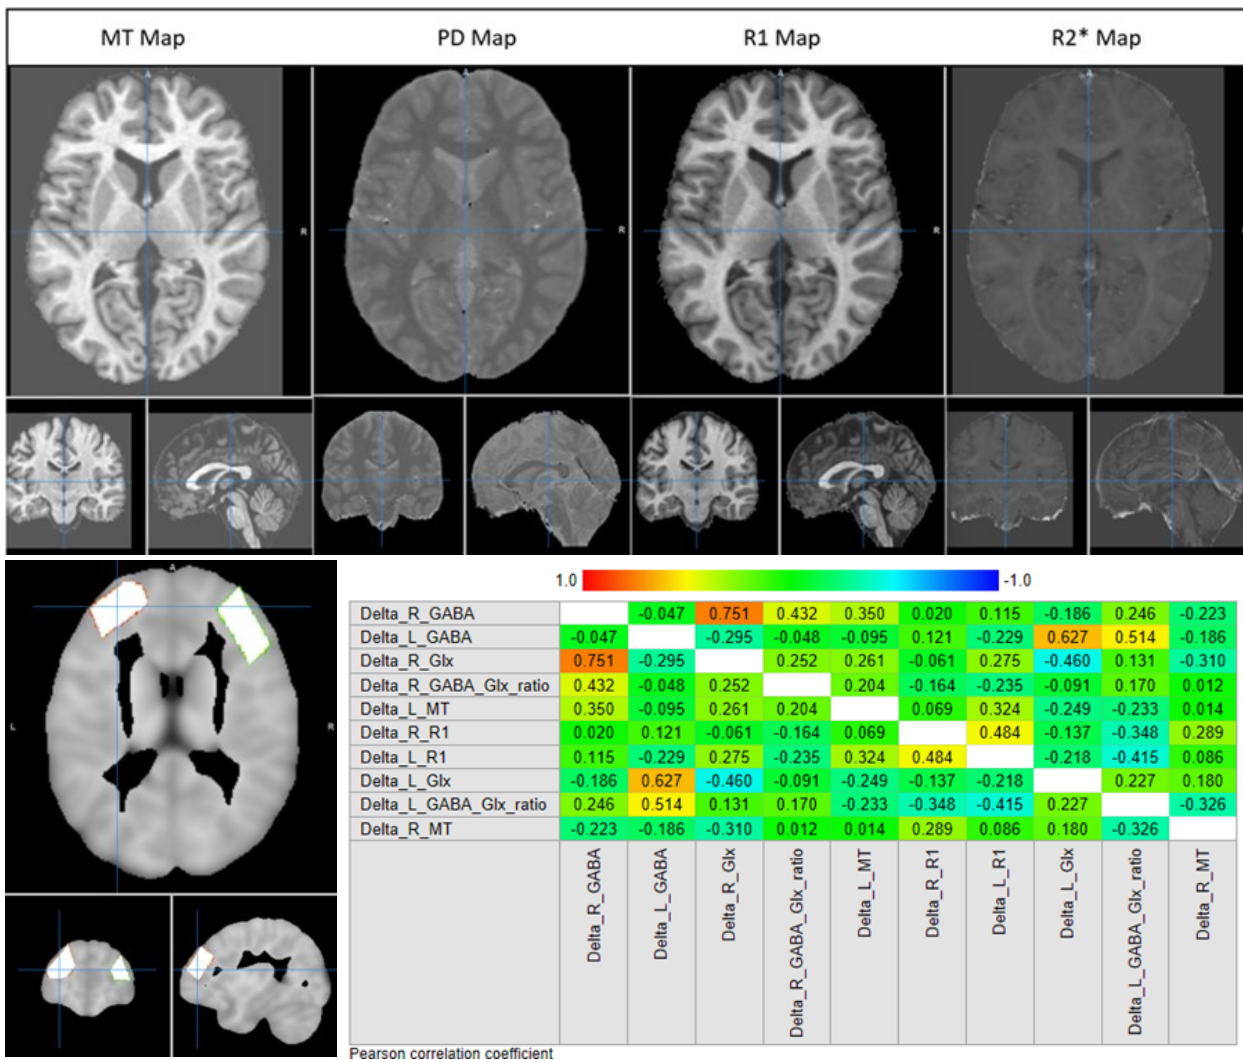 MT Map PD Map R1 Map R2* Map
A
R R R
A
L R
1.0 -1.0
Delta_R_GABA -0.047 0.751 0.432 0.350 0.020 0.115 -0.186 0.246 -0.223
Delta_L_GABA -0.047 -0.295 -0.048 -0.095 0.121 -0.229 0.627 0.514 -0.186
Delta_R_Glx 0.751 -0.295 0.252 0.261 -0.061 0.275 -0.460 0.131 -0.310
Delta_R_GABA_Glx_ratio 0.432 -0.048 0.252 0.204 -0.164 -0.235 -0.091 0.170 0.012
Delta_L_MT 0.350 -0.095 0.261 0.204 0.069 0.324 -0.249 -0.233 0.014
Delta_R_R1 0.020 0.121 -0.061 -0.164 0.069 0.484 -0.137 -0.348 0.289
Delta_L_R1 0.115 -0.229 0.275 -0.235 0.324 0.484 -0.218 -0.415 0.086
Delta_L_Glx -0.186 0.627 -0.460 -0.091 -0.249 -0.137 -0.218 0.227 0.180
Delta_L_GABA_Glx_ratio 0.246 0.514 0.131 0.170 -0.233 -0.348 -0.415 0.227 -0.326
Delta_R_MT -0.223 -0.186 -0.310 0.012 0.014 0.289 0.086 0.180 -0.326
Delta_R_GABA
Delta_L_GABA
Delta_R_Glx
Delta_R_GABA_Glx_ratio
Delta_L_MT
Delta_R_R1
Delta_L_R1
Delta_L_Glx
Delta_L_GABA_Glx_ratio
Delta_R_MT
Pearson correlation coefficient